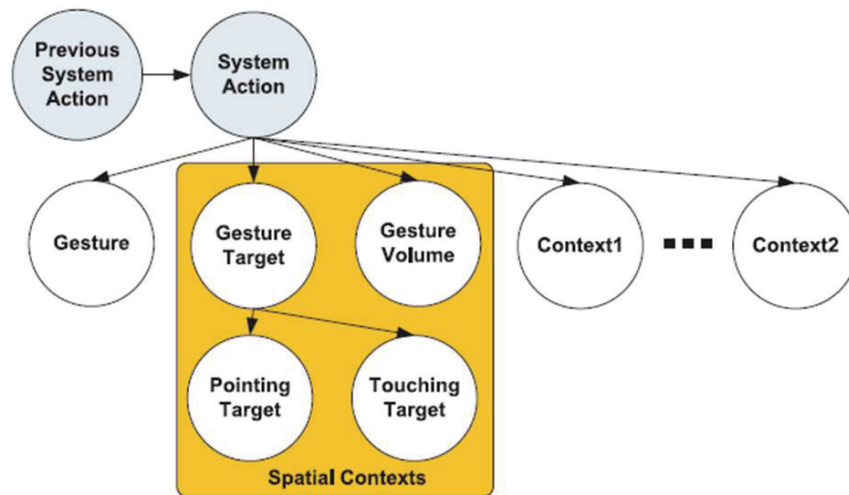 Previous
System
Action
System
Action
Gesture
Gesture
Target
Gesture
Volume
Context1
Context2
Pointing
Target
Touching
Target
Spatial Contexts